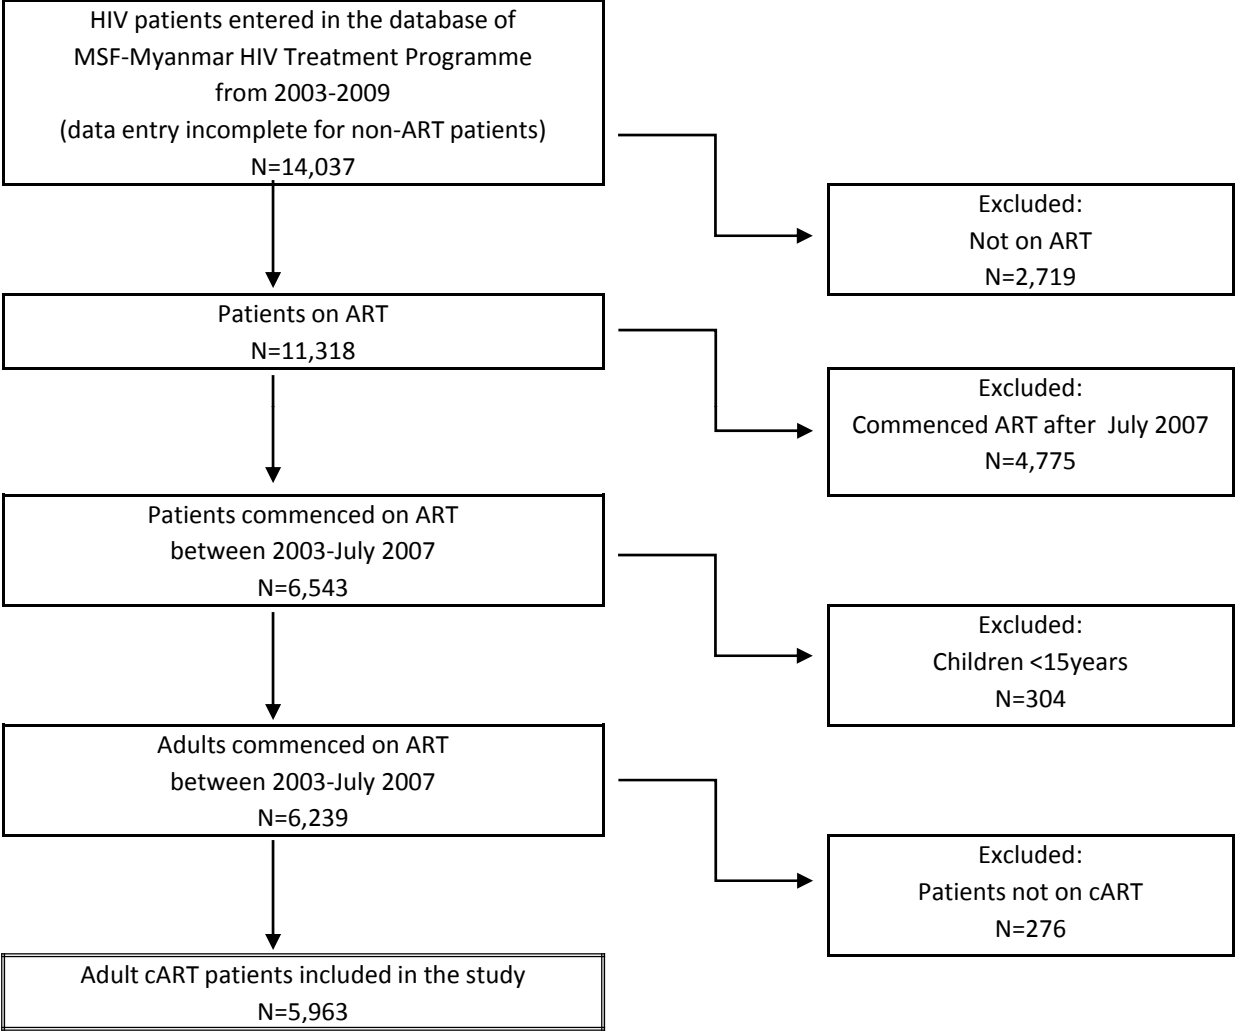 HIV patients entered in the database of
MSF-Myanmar HIV Treatment Programme
from 2003-2009
(data entry incomplete for non-ART patients)
N=14,037
Excluded:
Not on ART
N=2,719
Patients on ART
N=11,318
Excluded:
Commenced ART after July 2007
N=4,775
Patients commenced on ART
between 2003-July 2007
N=6,543
Excluded:
Children <15years
N=304
Adults commenced on ART
between 2003-July 2007
N=6,239
Excluded:
Patients not on cART
N=276
Adult cART patients included in the study
N=5,963